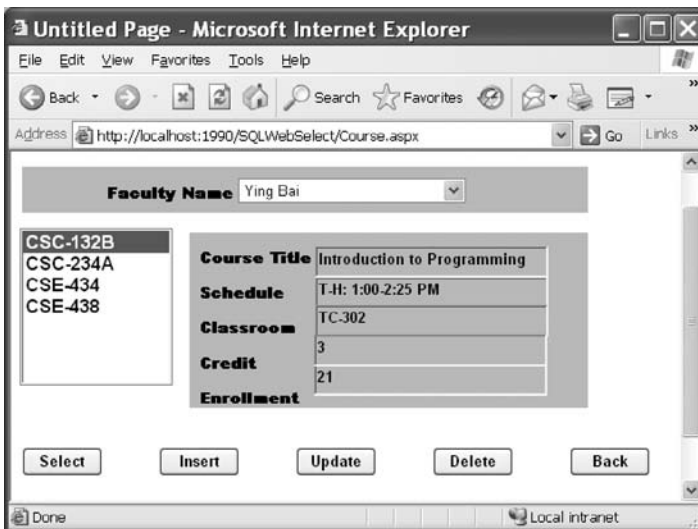 Untitled Page - Microsoft Internet Explorer
File Edit View Favorites Tools Help
Back Search Favorites »
Address http://localhost:1990/SQLWebSelect/Course.aspx Go Links »
Faculty Name Ying Bai
CSC-132B
CSC-234A
CSE-434
CSE-438
Course Title Introduction to Programming
Schedule T-H: 1:00-2:25 PM
Classroom TC-302
Credit 3
Enrollment 21
Select Insert Update Delete Back
Done Local intranet